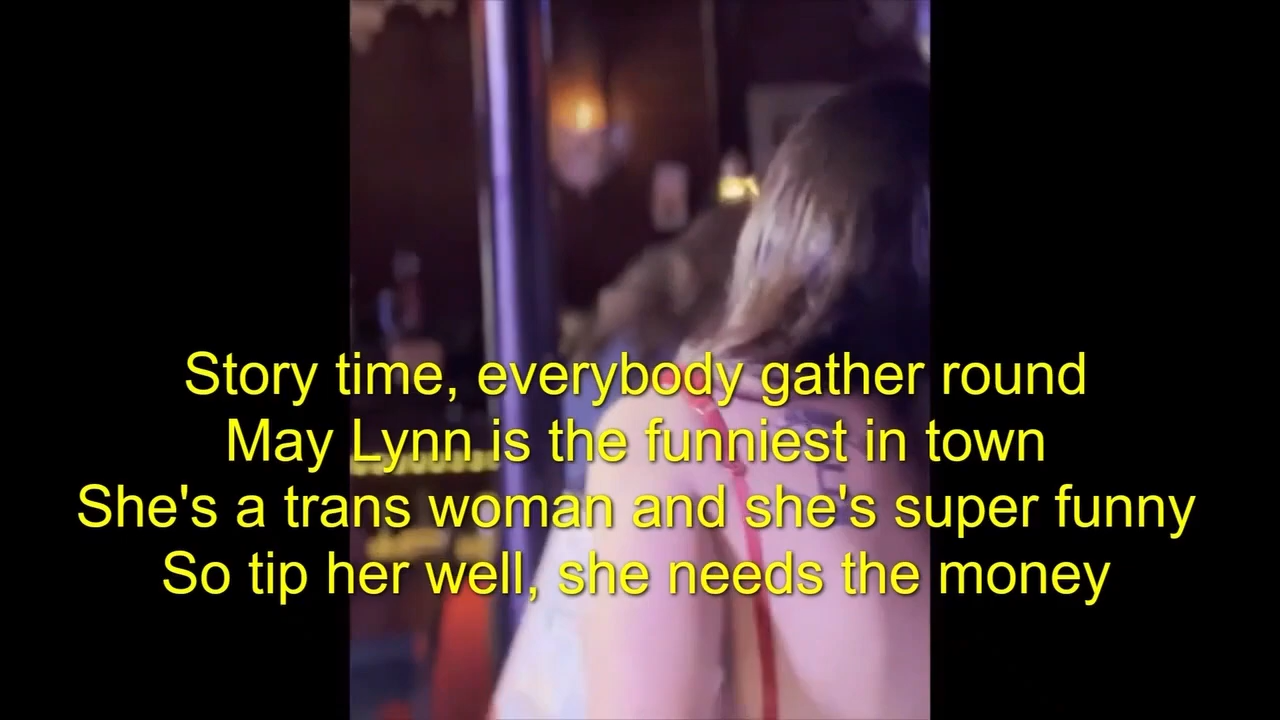 Story time, everybody gather round
May Lynn is the funniest in town
She's a trans woman and she's super funny
So tip her well, she needs the money